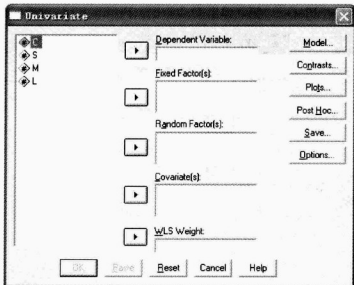 Univariate
C
S
M
L
Dependent Variable:
Fixed Factor(s):
Random Factor(s):
Covariate(s):
WLS Weight:
Model...
Contrasts...
Plots...
Post Hoc...
Save...
Options...
OK
Paste
Reset
Cancel
Help